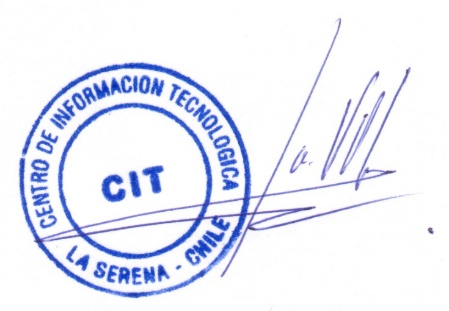 CENTRO DE INFORMACION TECNOLOGICA
CIT
LA SERENA - CHILE